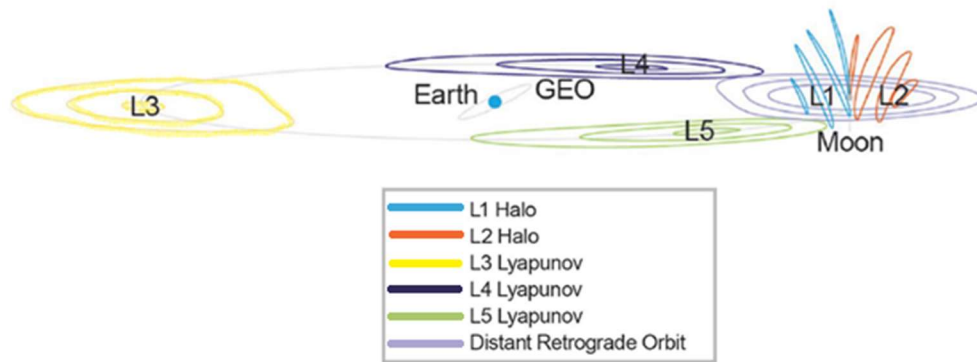 L4
L3
Earth
GEO
L1
L2
L5
Moon
L1 Halo
L2 Halo
L3 Lyapunov
L4 Lyapunov
L5 Lyapunov
Distant Retrograde Orbit